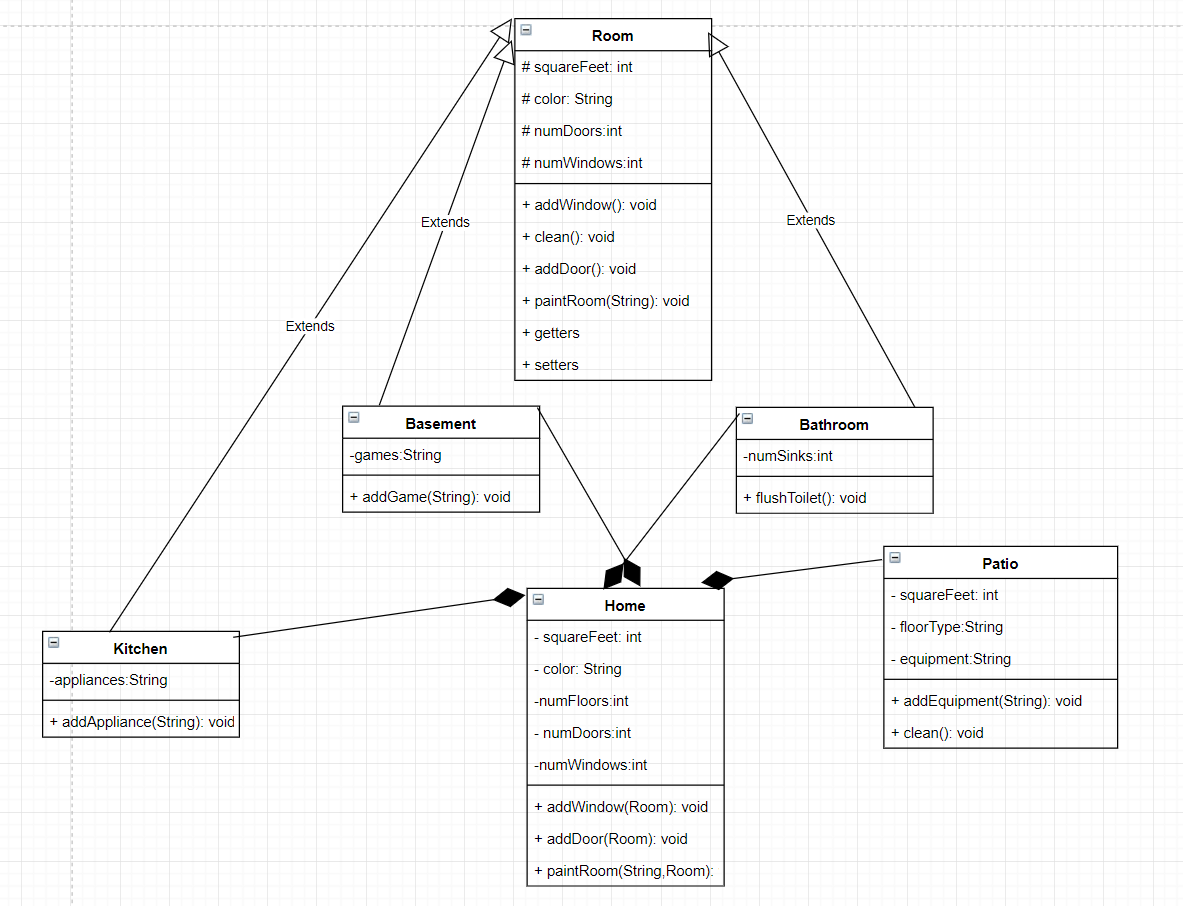 Room
# squareFeet: int
# color: String
# numDoors:int
# numWindows:int
+ addWindow(): void
+ clean(): void
+ addDoor(): void
+ paintRoom(String): void
+ getters
+ setters
Extends
Extends
Extends
Basement
-games:String
+ addGame(String): void
Bathroom
-numSinks:int
+ flushToilet(): void
Patio
- squareFeet: int
- floorType:String
- equipment:String
+ addEquipment(String): void
+ clean(): void
Home
- squareFeet: int
- color: String
-numFloors:int
- numDoors:int
-numWindows:int
+ addWindow(Room): void
+ addDoor(Room): void
+ paintRoom(String,Room):
Kitchen
-appliances:String
+ addAppliance(String): void